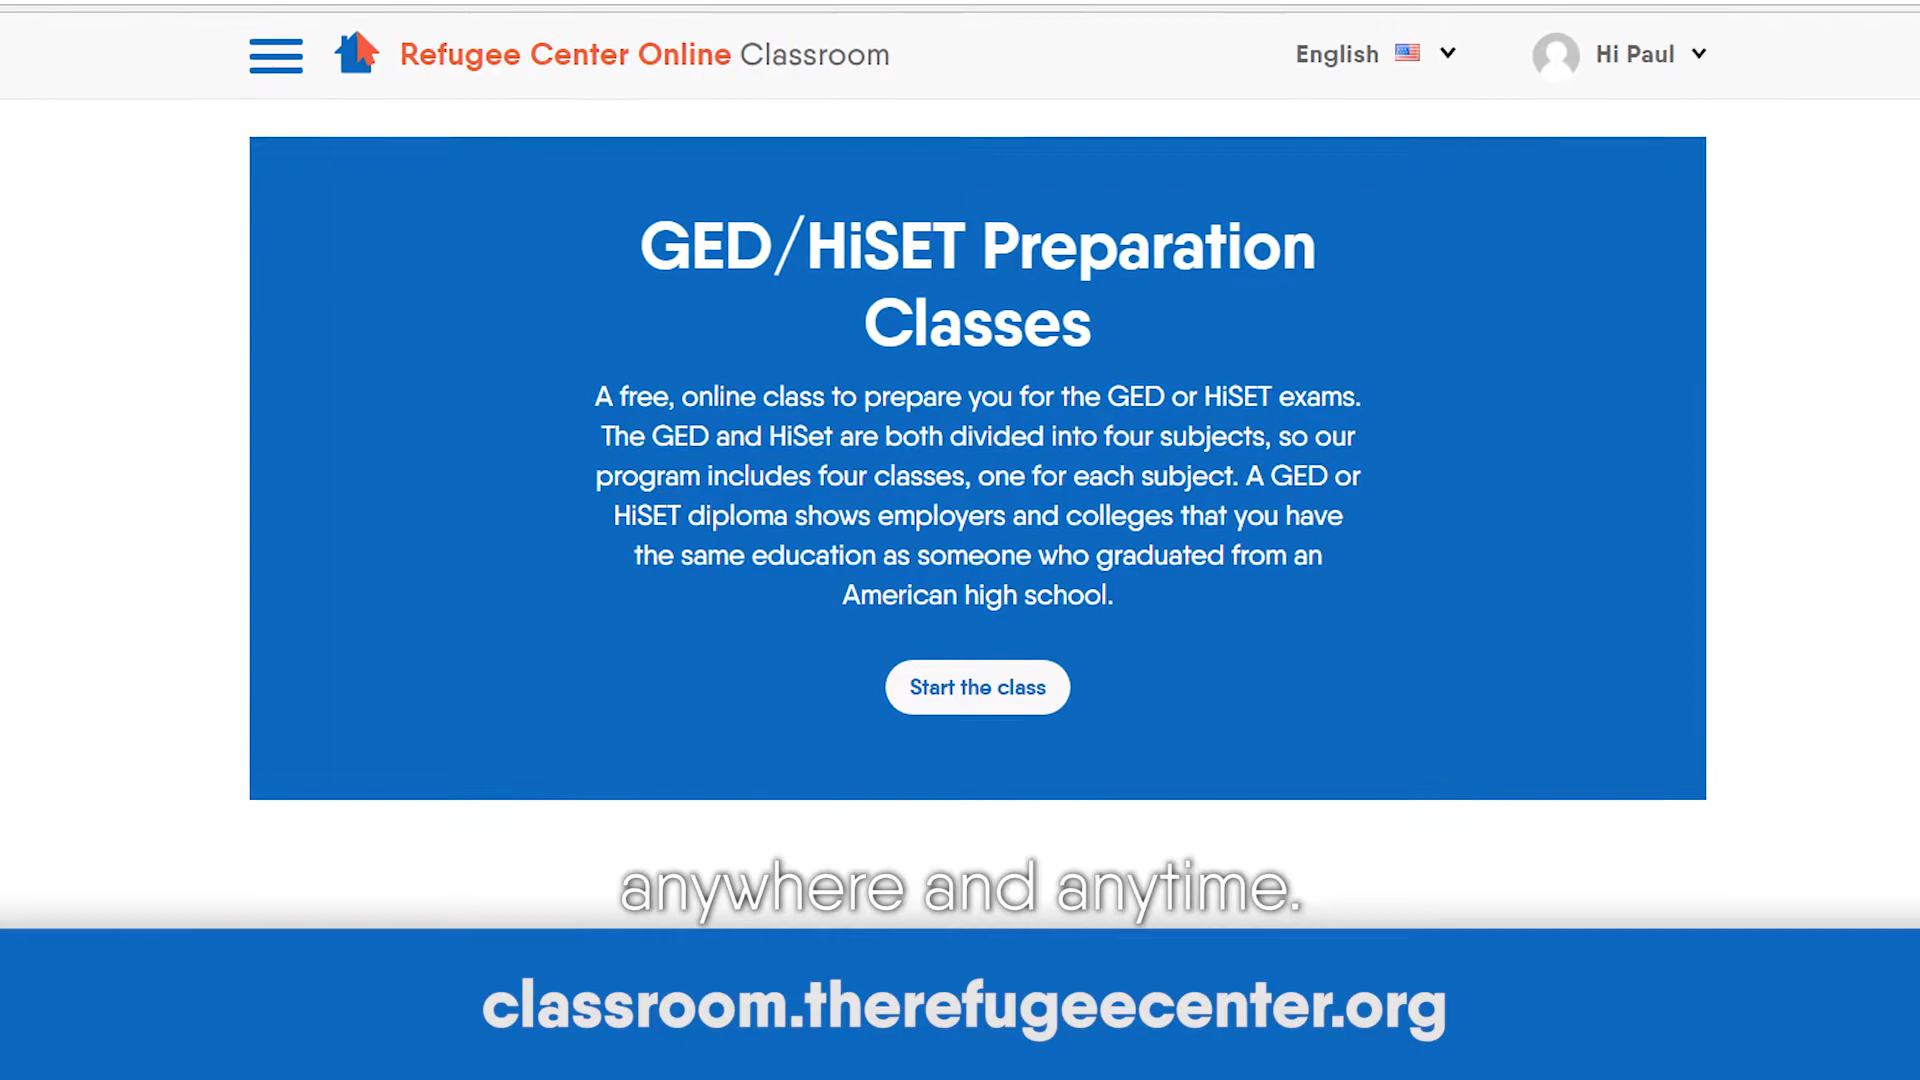 Refugee Center Online Classroom
English
Hi Paul
GED/HiSET Preparation
Classes
A free, online class to prepare you for the GED or HiSET exams.
The GED and HiSet are both divided into four subjects, so our
program includes four classes, one for each subject. A GED or
HiSET diploma shows employers and colleges that you have
the same education as someone who graduated from an
American high school.
Start the class
anywhere and anytime.
classroom.therefugeecenter.org